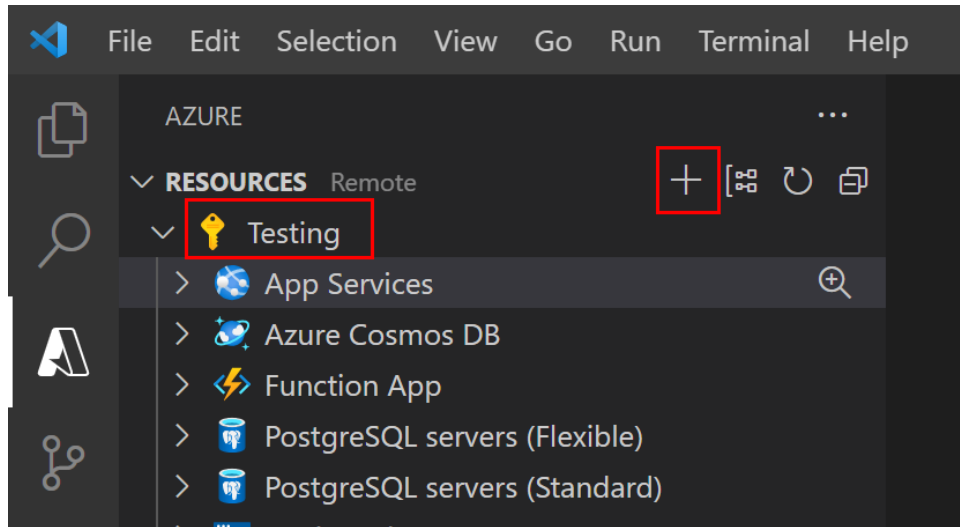 File Edit Selection View Go Run Terminal Help
AZURE
RESOURCES Remote
Testing
App Services
Azure Cosmos DB
Function App
PostgreSQL servers (Flexible)
PostgreSQL servers (Standard)